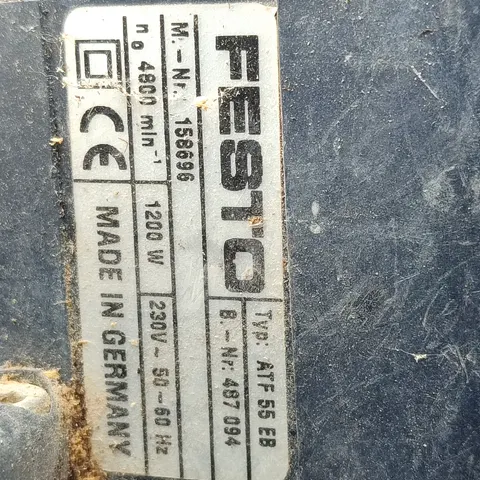 FESTO
Typ: ATF 55 EB
M.-Nr. 158696
B.-Nr: 487 094
n₀ 4800 min⁻¹
1200 W
230V ~ 50-60 Hz
CE
MADE IN GERMANY